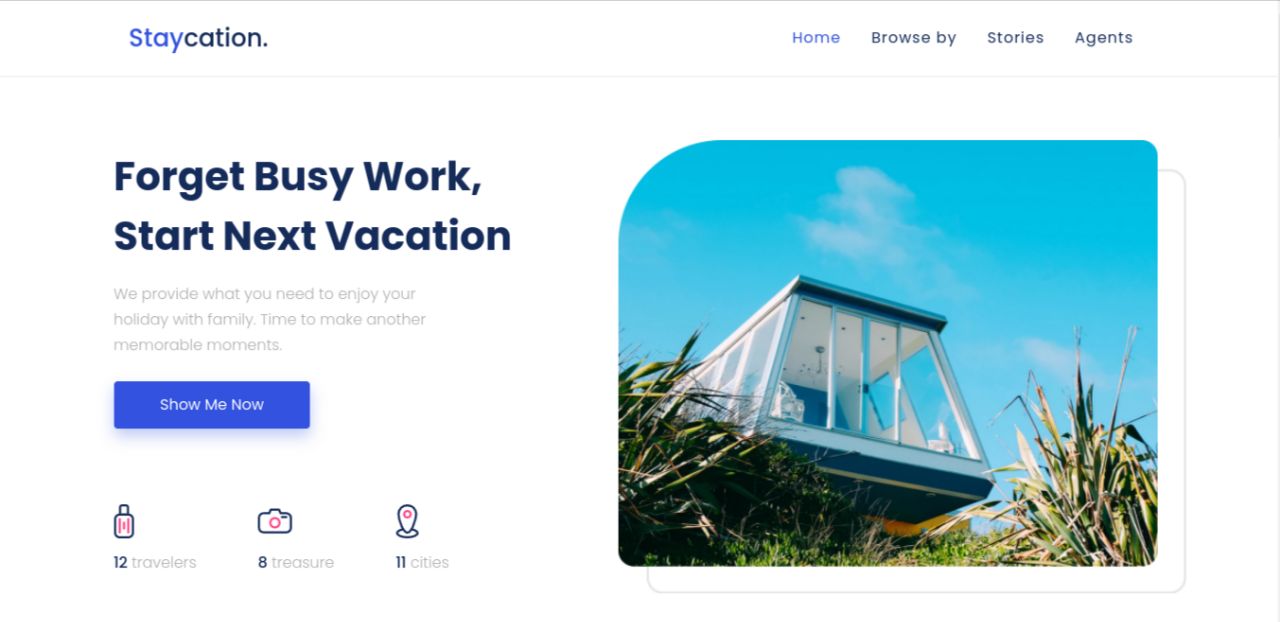 Staycation.
Home Browse by Stories Agents
Forget Busy Work,
Start Next Vacation
We provide what you need to enjoy your
holiday with family. Time to make another
memorable moments.
Show Me Now
12 travelers
8 treasure
11 cities